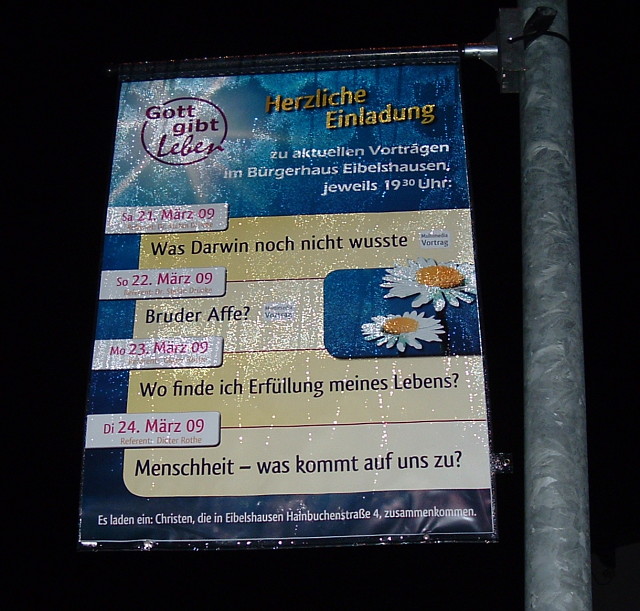 Gott
gibt
Leben
Herzliche
Einladung
zu aktuellen Vorträgen
im Bürgerhaus Eibelshausen,
jeweils 19³⁰ Uhr:
Sa 21. März 09
Was Darwin noch nicht wusste
Multimedia
Vortrag
So 22. März 09
Bruder Affe?
Multimedia
Vortrag
Mo 23. März 09
Wo finde ich Erfüllung meines Lebens?
Di 24. März 09
Referent: Dieter Rothe
Menschheit – was kommt auf uns zu?
Es laden ein: Christen, die in Eibelshausen Hainbuchenstraße 4, zusammenkommen.